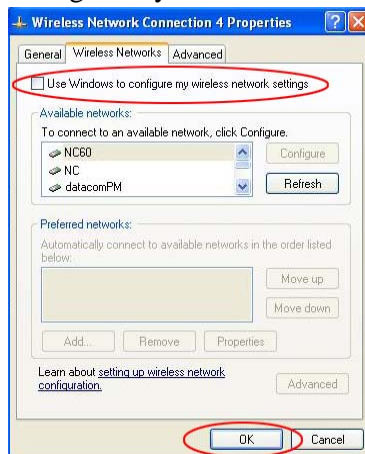 Wireless Network Connection 4 Properties
General Wireless Networks Advanced
Use Windows to configure my wireless network settings
Available networks:
To connect to an available network, click Configure.
NC60
Configure
NC
datacomPM
Refresh
Preferred networks:
Automatically connect to available networks in the order listed
below:
Move up
Move down
Add... Remove Properties
Learn about setting up wireless network
configuration.
Advanced
OK Cancel